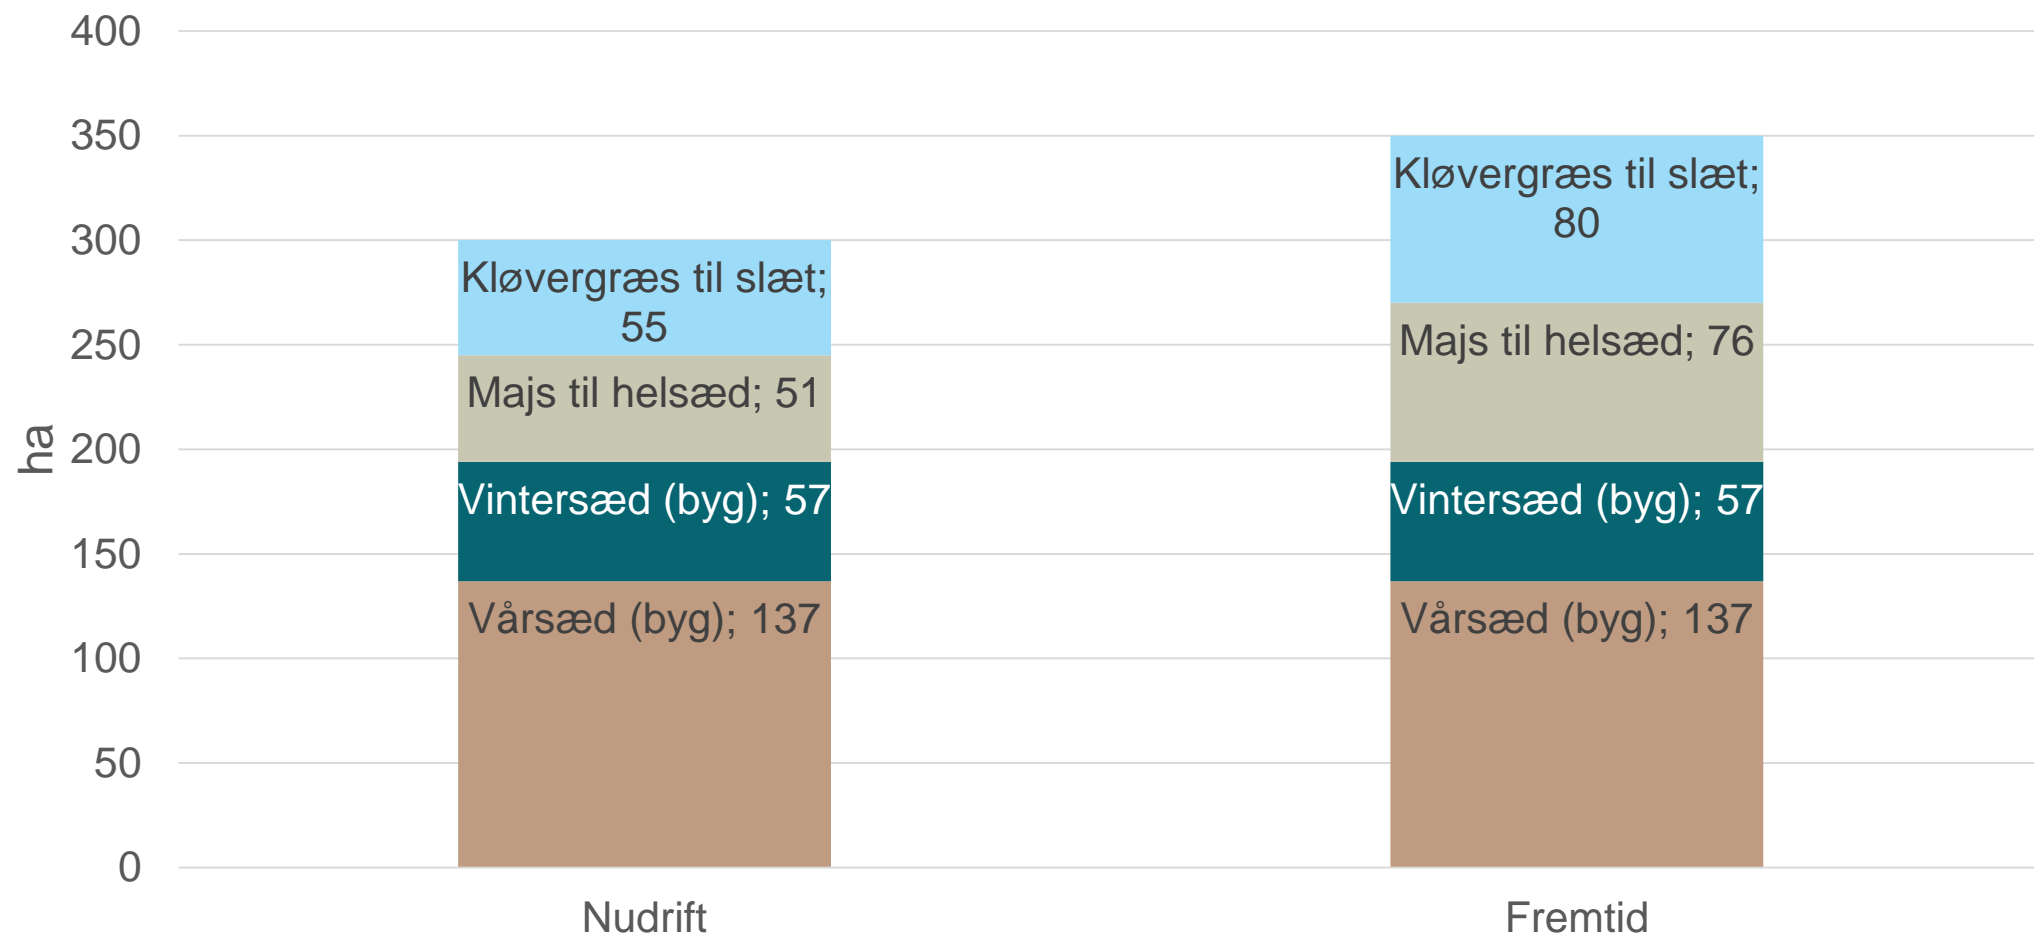 400
350
300
250
200
150
100
50
0
ha
Kløvergræs til slæt;
55
Majs til helsæd; 51
Vintersæd (byg); 57
Vårsæd (byg); 137
Kløvergræs til slæt;
80
Majs til helsæd; 76
Vintersæd (byg); 57
Vårsæd (byg); 137
Nudrift
Fremtid